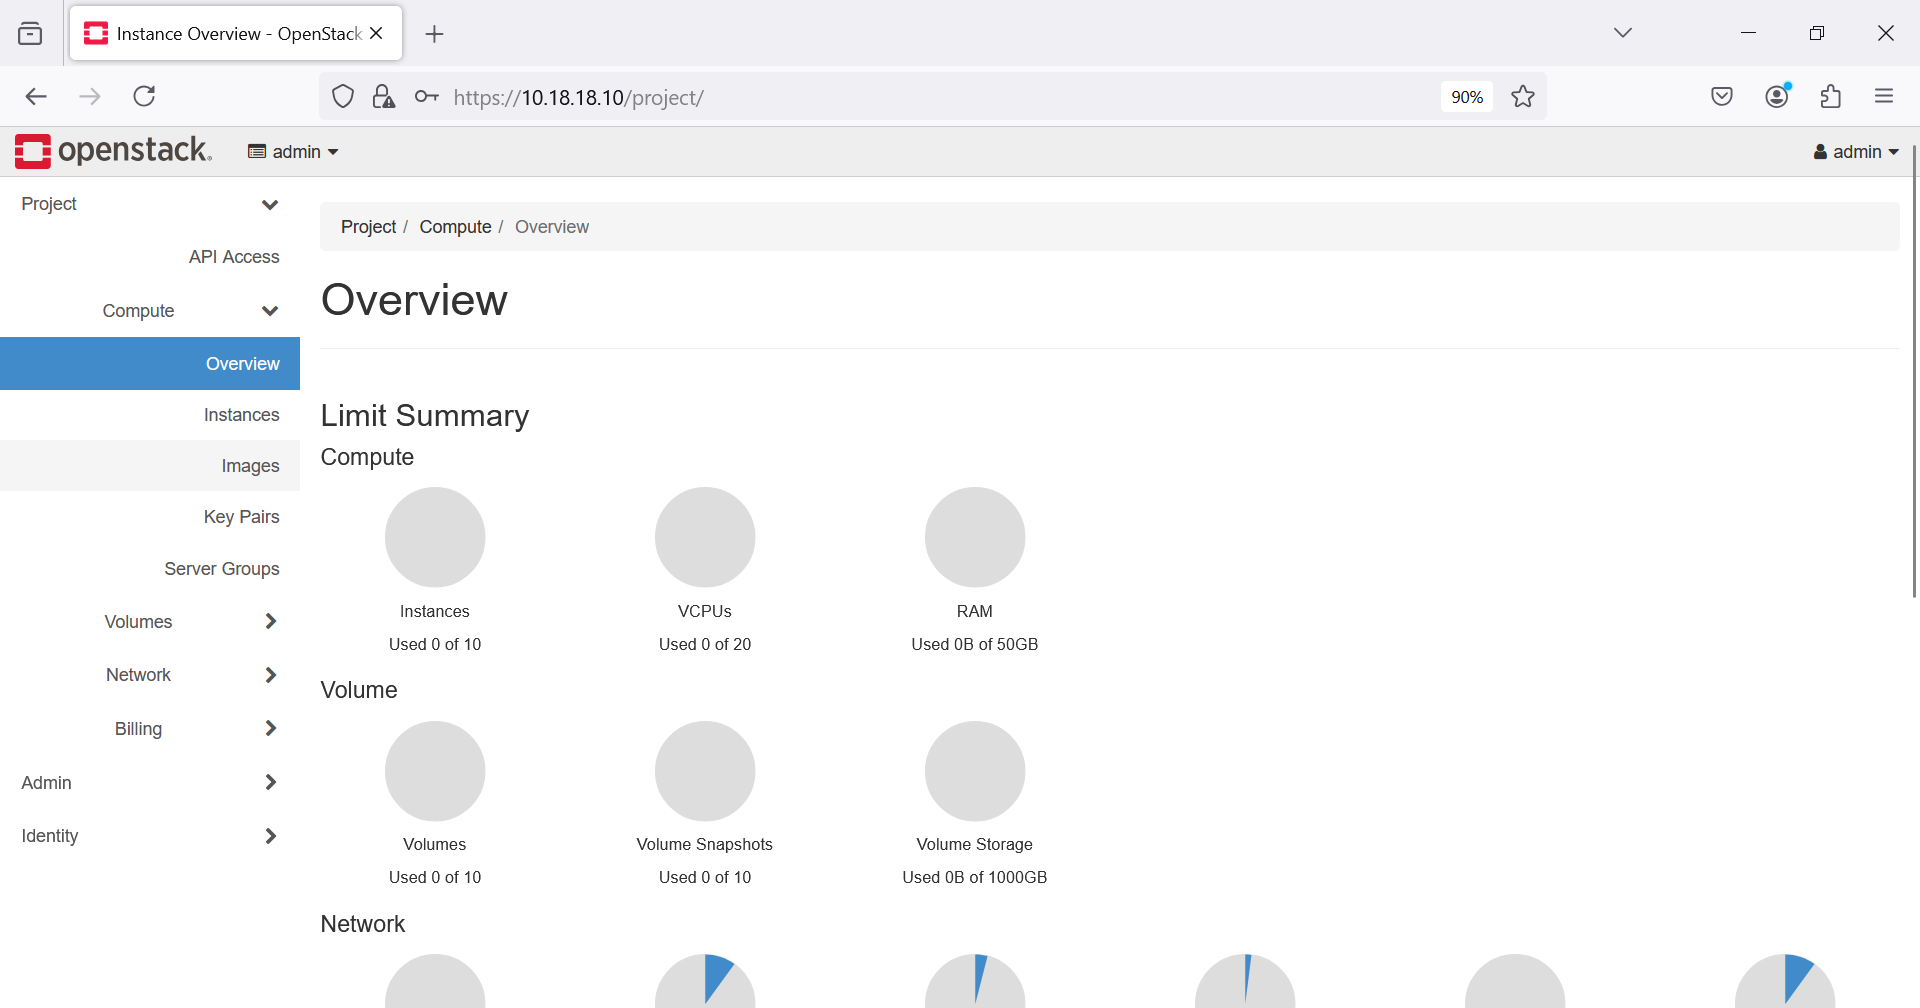 Instance Overview - OpenStack
https://10.18.18.10/project/
90%
openstack.
admin
admin
Project
API Access
Compute
Overview
Instances
Images
Key Pairs
Server Groups
Volumes
Network
Billing
Admin
Identity
Project / Compute / Overview
Overview
Limit Summary
Compute
Instances
Used 0 of 10
VCPUs
Used 0 of 20
RAM
Used 0B of 50GB
Volume
Volumes
Used 0 of 10
Volume Snapshots
Used 0 of 10
Volume Storage
Used 0B of 1000GB
Network